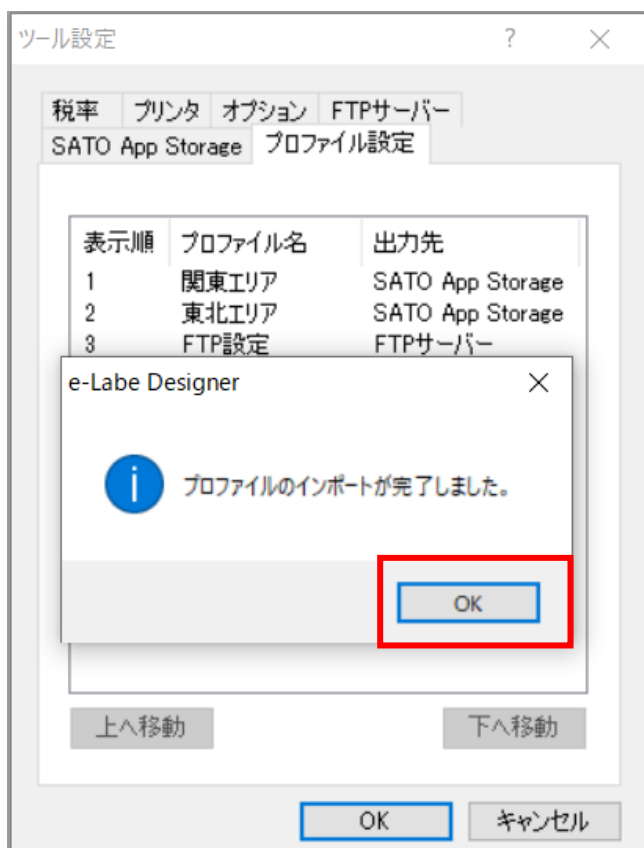 ツール設定 ?
税率 プリンタ オプション FTPサーバー
SATO App Storage プロファイル設定
表示順 プロファイル名 出力先
1 関東エリア SATO App Storage
2 東北エリア SATO App Storage
3 FTP設定 FTPサーバー
e-Labe Designer
i プロファイルのインポートが完了しました。
OK
上へ移動 下へ移動
OK キャンセル